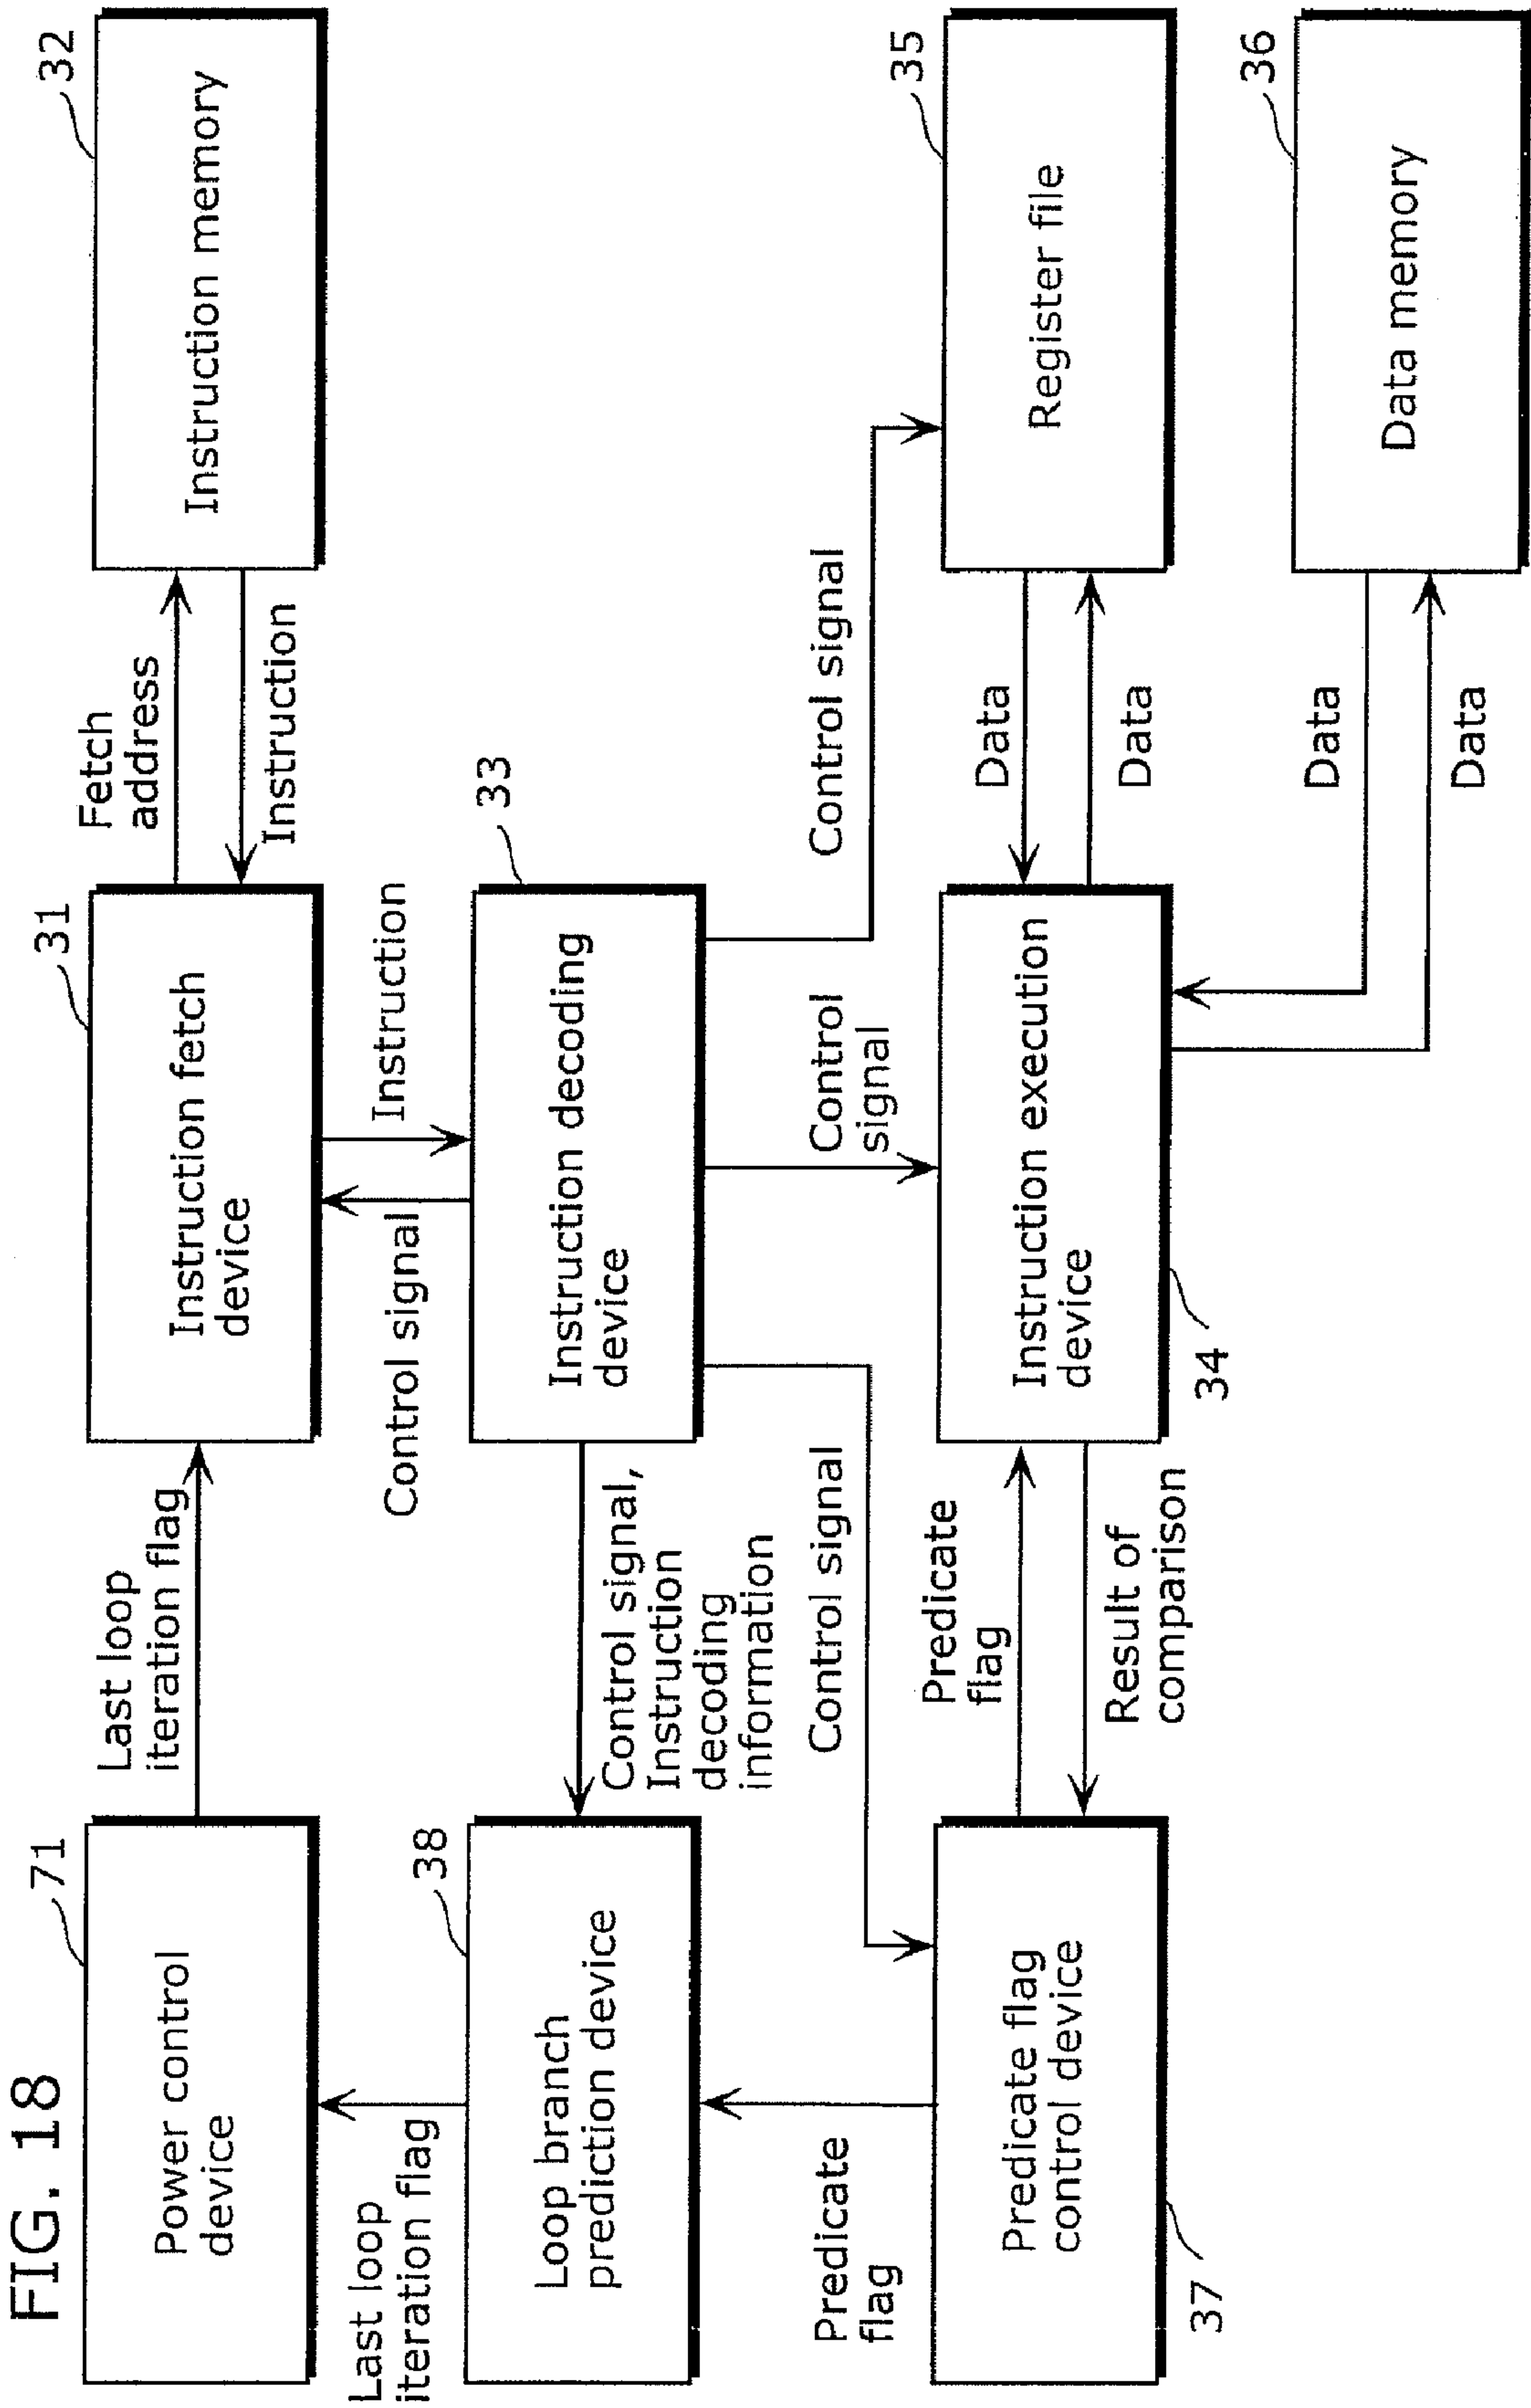 FIG. 18
71
Power control
device
Last loop
iteration flag
31
Instruction fetch
device
Fetch
address
Instruction
32
Instruction memory
Last loop
iteration flag
Control signal
Instruction
38
Loop branch
prediction device
Control signal,
Instruction
decoding
information
33
Instruction decoding
device
Predicate
flag
Control signal
Control
signal
Control signal
37
Predicate flag
control device
Predicate
flag
Result of
comparison
34
Instruction execution
device
Data
Data
35
Register file
Data
Data
36
Data memory